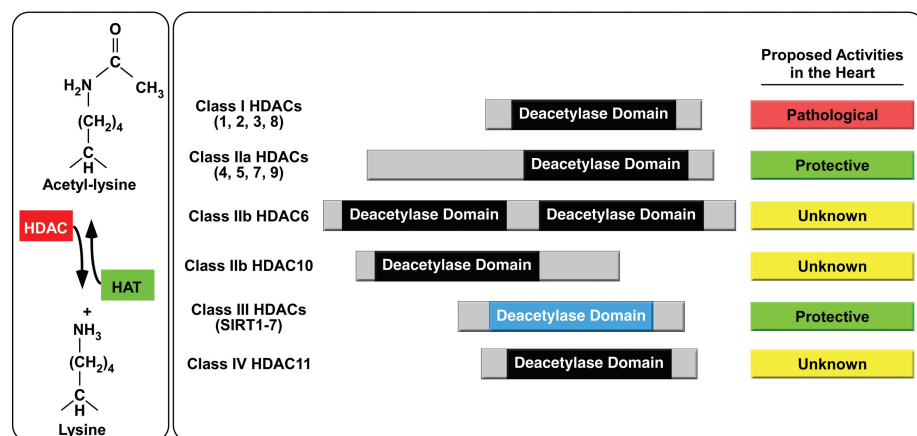 O
C
H₂N
CH₃
(CH₂)₄
C
H
Acetyl-lysine
HDAC
HAT
+
NH₃
(CH₂)₄
C
H
Lysine
Proposed Activities
in the Heart
Class I HDACs
(1, 2, 3, 8)
Deacetylase Domain
Pathological
Class IIa HDACs
(4, 5, 7, 9)
Deacetylase Domain
Protective
Class IIb HDAC6
Deacetylase Domain
Deacetylase Domain
Unknown
Class IIb HDAC10
Deacetylase Domain
Unknown
Class III HDACs
(SIRT1-7)
Deacetylase Domain
Protective
Class IV HDAC11
Deacetylase Domain
Unknown